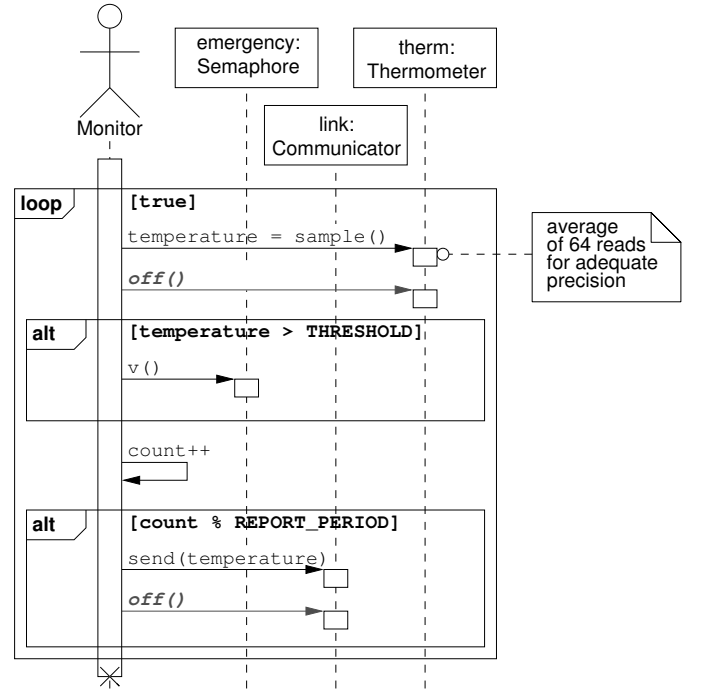 emergency:
Semaphore
therm:
Thermometer
Monitor
link:
Communicator
loop
[true]
temperature = sample()
average
of 64 reads
for adequate
precision
off()
alt
[temperature > THRESHOLD]
v()
count++
alt
[count % REPORT_PERIOD]
send(temperature)
off()